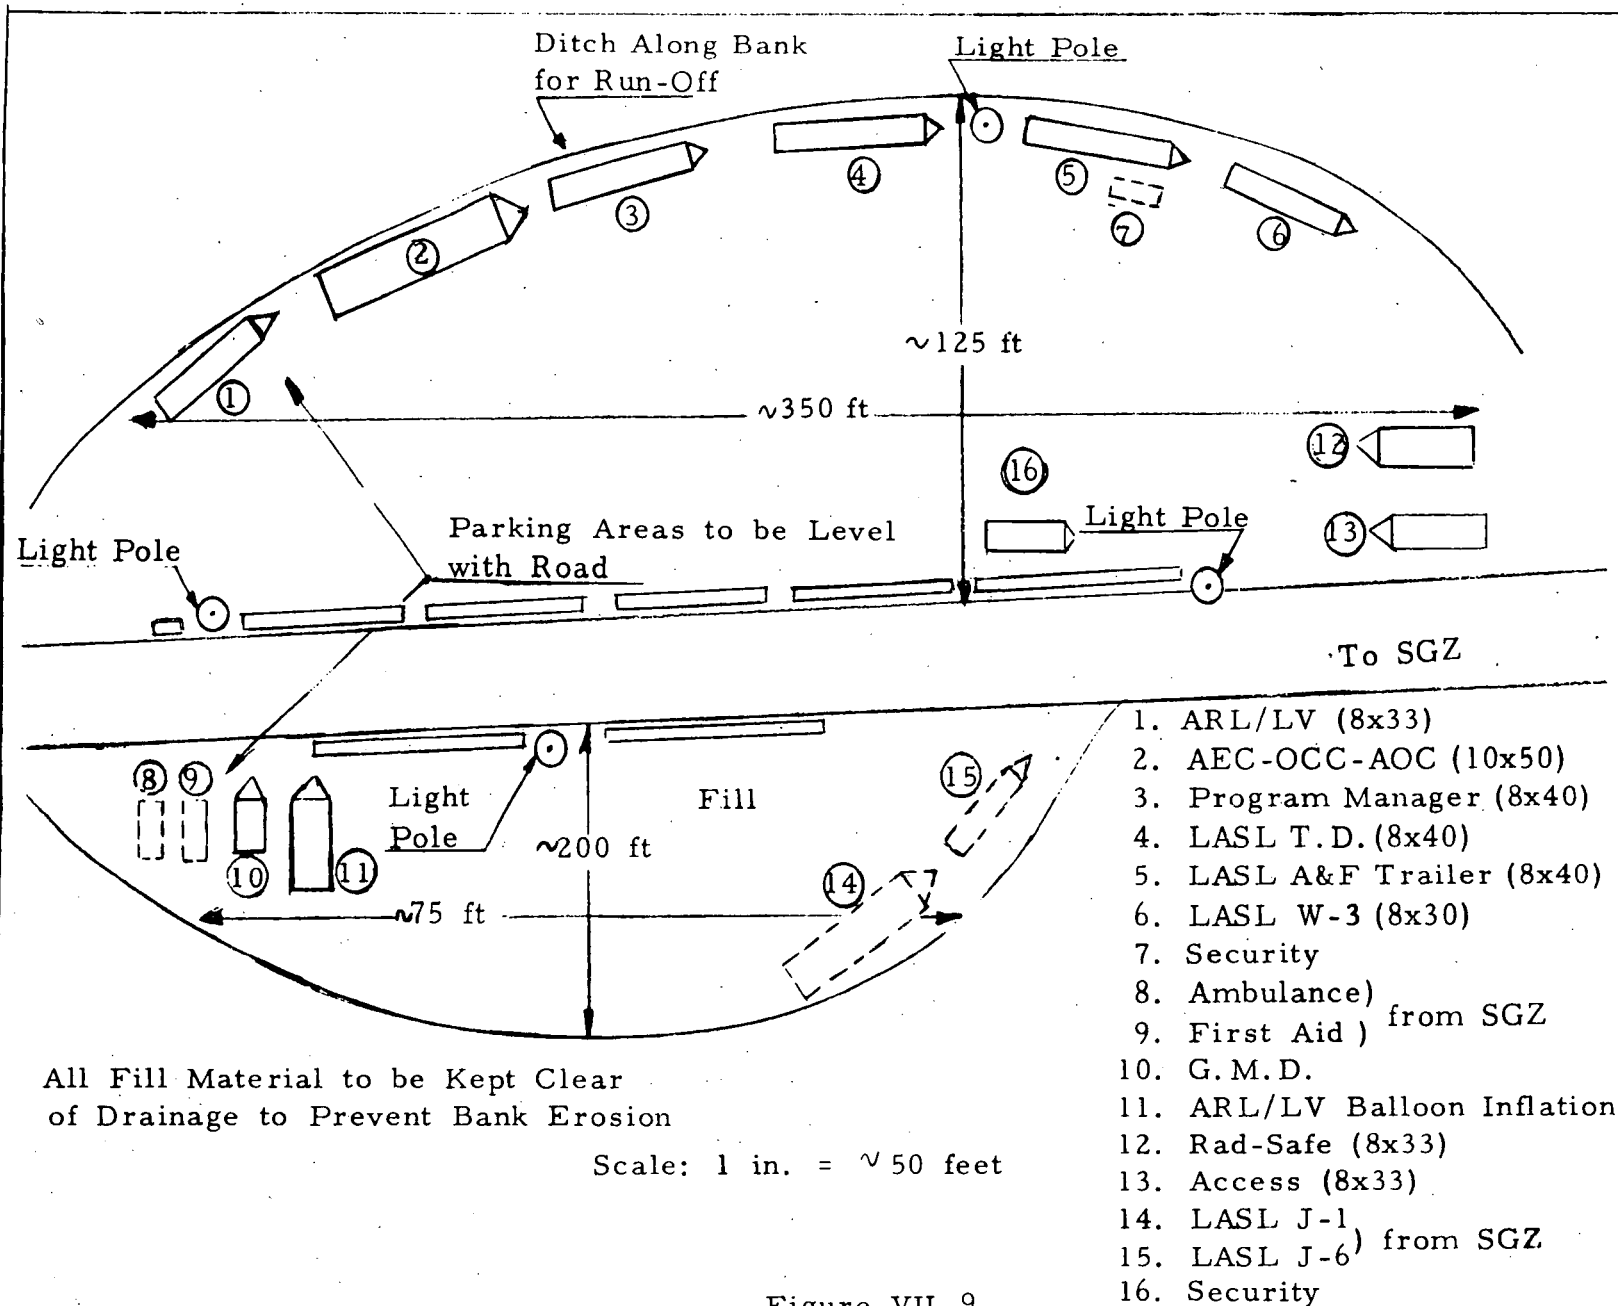 Ditch Along Bank
for Run-Off
Light Pole
1
2
3
4
5
6
7
~125 ft
~350 ft
12
16
13
Light Pole
Parking Areas to be Level
with Road
Light Pole
To SGZ
8
9
10
11
Light
Pole
Fill
15
14
~200 ft
~75 ft
1. ARL/LV (8x33)
2. AEC-OCC-AOC (10x50)
3. Program Manager (8x40)
4. LASL T.D. (8x40)
5. LASL A&F Trailer (8x40)
6. LASL W-3 (8x30)
7. Security
8. Ambulance)
9. First Aid ) from SGZ
10. G.M.D.
11. ARL/LV Balloon Inflation
12. Rad-Safe (8x33)
13. Access (8x33)
14. LASL J-1
15. LASL J-6) from SGZ
16. Security
All Fill Material to be Kept Clear
of Drainage to Prevent Bank Erosion
Scale: 1 in. = ~50 feet
Figure VII 9